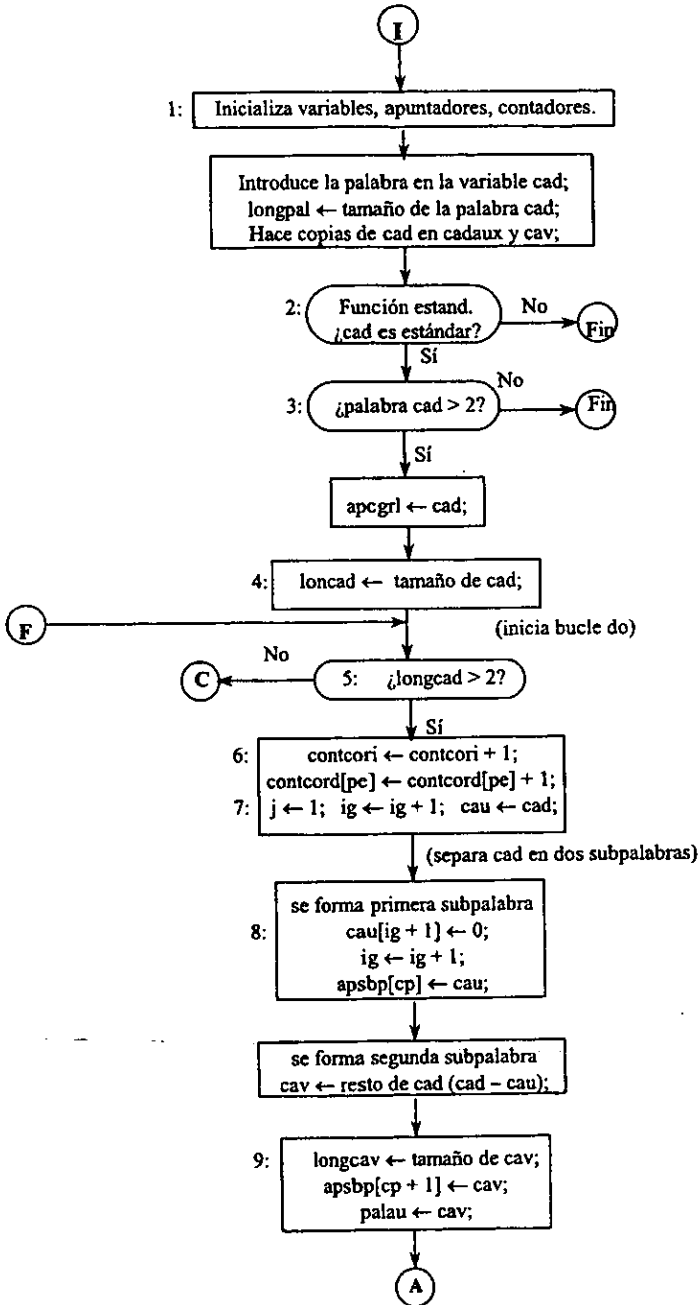 I
1: Inicializa variables, apuntadores, contadores.
Introduce la palabra en la variable cad;
longpal ← tamaño de la palabra cad;
Hace copias de cad en cadaux y cav;
2: Función estand.
¿cad es estándar?
No
Fin
Sí
3: ¿palabra cad > 2?
No
Fin
Sí
apcgrl ← cad;
4: loncad ← tamaño de cad;
F
(inicia bucle do)
No
C
5: ¿longcad > 2?
Sí
6: contcori ← contcori + 1;
contcord[pe] ← contcord[pe] + 1;
7: j ← 1; ig ← ig + 1; cau ← cad;
(separa cad en dos subpalabras)
se forma primera subpalabra
8: cau[ig + 1] ← 0;
ig ← ig + 1;
apsbp[cp] ← cau;
se forma segunda subpalabra
cav ← resto de cad (cad – cau);
9: longcav ← tamaño de cav;
apsbp[cp + 1] ← cav;
palau ← cav;
A